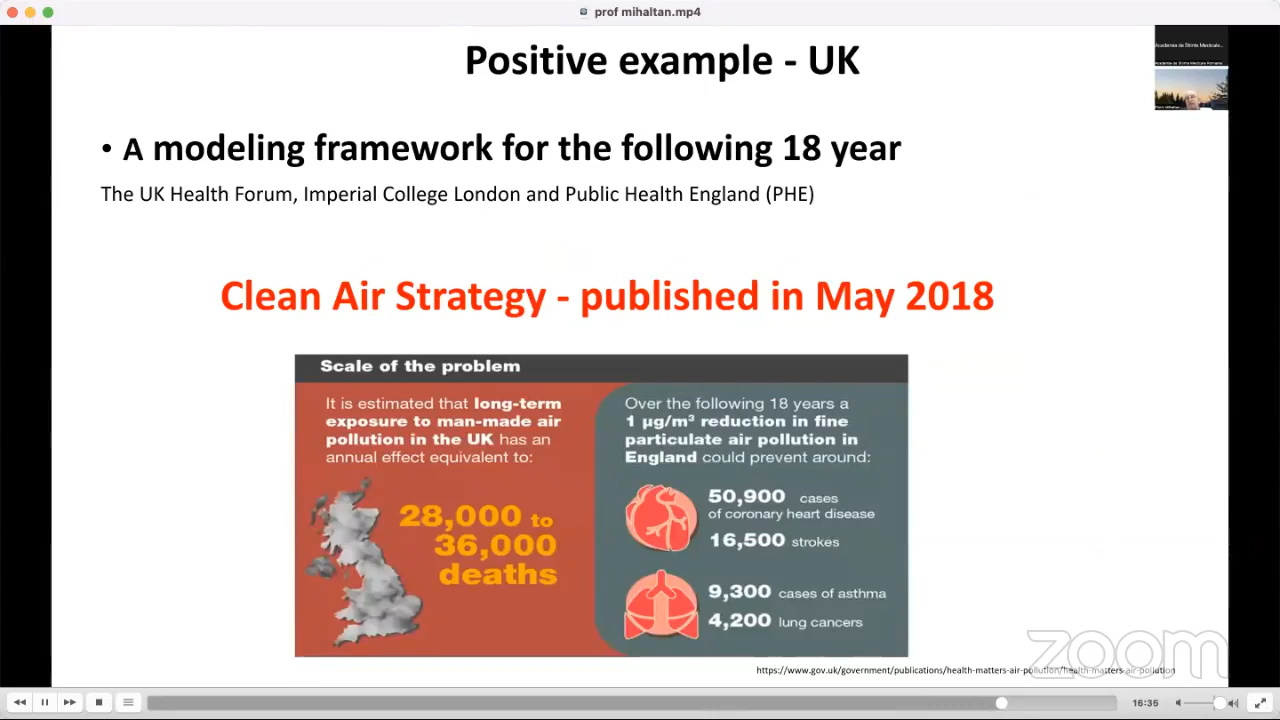 prof mihaltan.mp4
Positive example - UK
• A modeling framework for the following 18 year
The UK Health Forum, Imperial College London and Public Health England (PHE)
Clean Air Strategy - published in May 2018
Scale of the problem
It is estimated that long-term
exposure to man-made air
pollution in the UK has an
annual effect equivalent to:
28,000 to
36,000
deaths
Over the following 18 years a
1 µg/m³ reduction in fine
particulate air pollution in
England could prevent around:
50,900 cases
of coronary heart disease
16,500 strokes
9,300 cases of asthma
4,200 lung cancers
https://www.gov.uk/government/publications/health-matters-air-pollution/health-matters-air-pollution
zoom
16:35